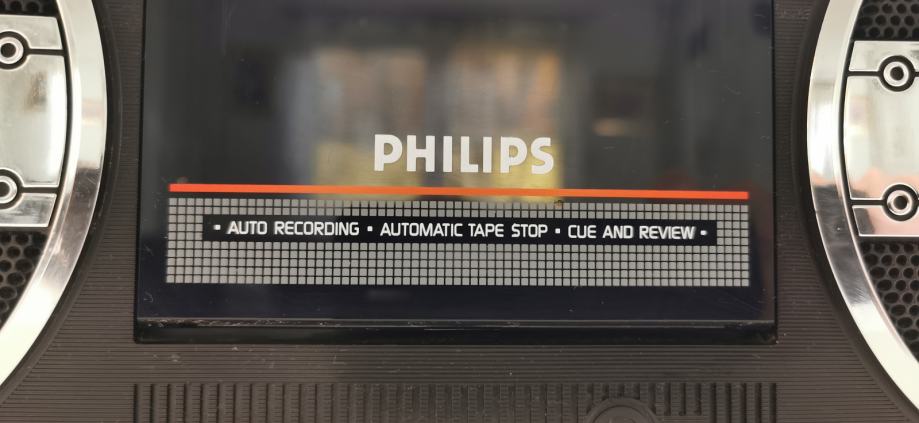 PHILIPS
• AUTO RECORDING • AUTOMATIC TAPE STOP • CUE AND REVIEW •